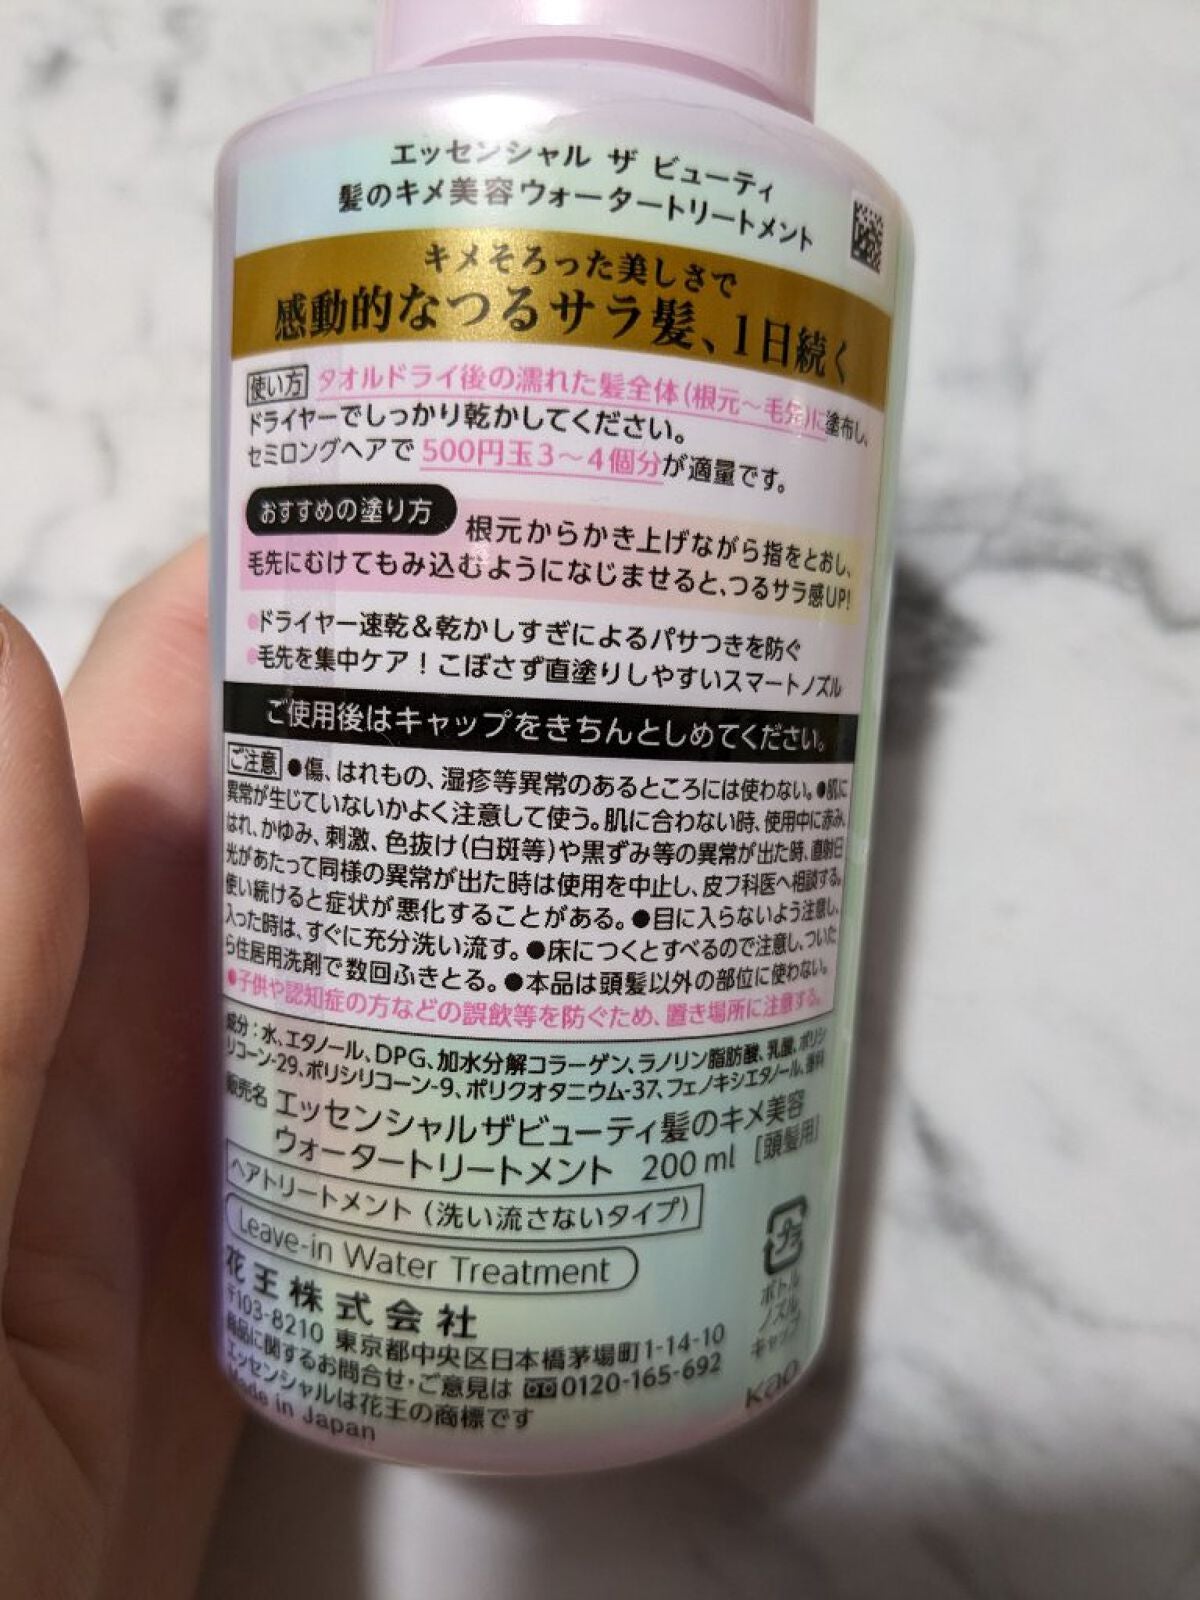 エッセンシャル ザ ビューティ
髪のキメ美容ウォータートリートメント
キメそろった美しさで
感動的なつるサラ髪、1日続く
使い方 タオルドライ後の濡れた髪全体(根元～毛先)に塗布し、
ドライヤーでしっかり乾かしてください。
セミロングヘアで500円玉3～4個分が適量です。
おすすめの塗り方 根元からかき上げながら指をとおし、
毛先にむけてもみ込むようになじませると、つるサラ感UP!
●ドライヤー速乾&乾かしすぎによるパサつきを防ぐ
●毛先を集中ケア!こぼさず直塗りしやすいスマートノズル
ご使用後はキャップをきちんとしめてください。
ご注意 ●傷、はれもの、湿疹等異常のあるところには使わない。●肌に
異常が生じていないかよく注意して使う。肌に合わない時、使用中に赤み、
はれ、かゆみ、刺激、色抜け(白斑等)や黒ずみ等の異常が出た時、直射日
光があたって同様の異常が出た時は使用を中止し、皮フ科医へ相談する。
使い続けると症状が悪化することがある。●目に入らないよう注意し、
入った時は、すぐに充分洗い流す。●床につくとすべるので注意し、ついた
ら住居用洗剤で数回ふきとる。●本品は頭髪以外の部位に使わない。
●子供や認知症の方などの誤飲等を防ぐため、置き場所に注意する。
成分:水、エタノール、DPG、加水分解コラーゲン、ラノリン脂肪酸、乳酸、ポリシ
リコーン-29、ポリシリコーン-9、ポリクオタニウム-37、フェノキシエタノール、香料
販売名 エッセンシャルザビューティ髪のキメ美容
ウォータートリートメント 200ml [頭髪用]
ヘアトリートメント(洗い流さないタイプ)
Leave-in Water Treatment
花王株式会社
〒103-8210 東京都中央区日本橋茅場町1-14-10
商品に関するお問合せ・ご意見は 0120-165-692
エッセンシャルは花王の商標です
Made in Japan
プラ
ボトル
ノズル
キャップ
Kao